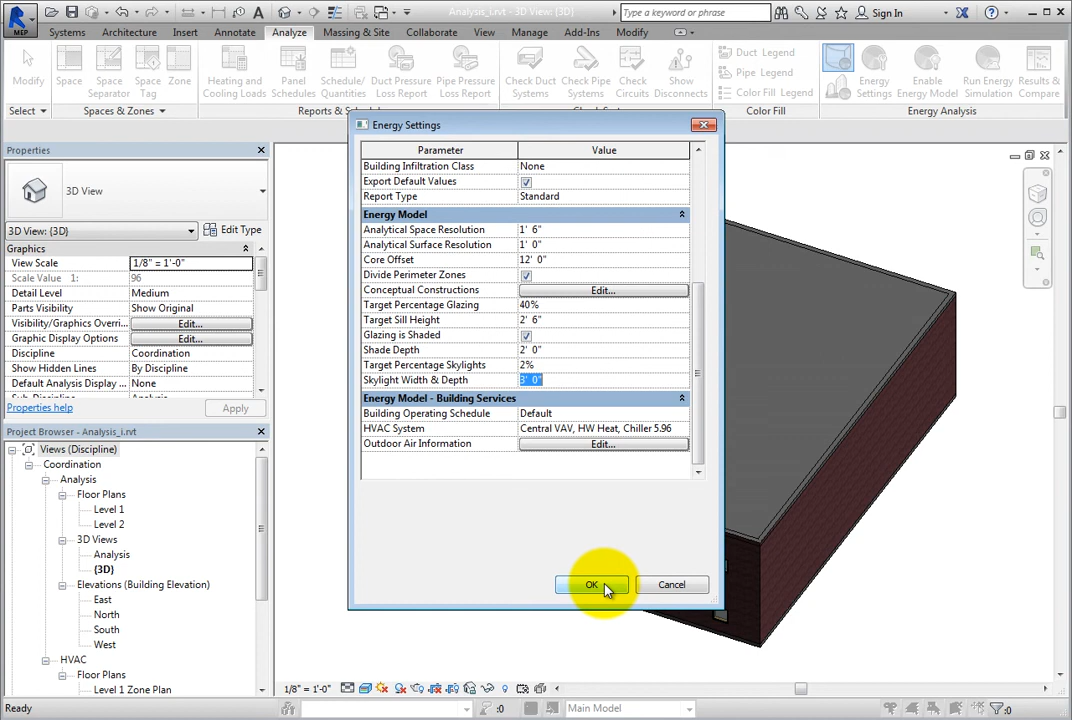 Analysis_i.rvt - 3D View: {3D}
Type a keyword or phrase
Sign In
MEP
Systems Architecture Insert Annotate Analyze Massing & Site Collaborate View Manage Add-Ins Modify
Modify
Space
Space Separator
Space Tag
Zone
Heating and Cooling Loads
Panel Schedules
Schedule/ Quantities
Duct Pressure Loss Report
Pipe Pressure Loss Report
Check Duct Systems
Check Pipe Systems
Check Circuits
Show Disconnects
Duct Legend
Pipe Legend
Color Fill Legend
Energy Settings
Enable Energy Model
Run Energy Simulation
Results & Compare
Select
Spaces & Zones
Reports & Sche
Color Fill
Energy Analysis
Properties
3D View
3D View: {3D}
Edit Type
Graphics
View Scale 1/8" = 1'-0"
Scale Value 1: 96
Detail Level Medium
Parts Visibility Show Original
Visibility/Graphics Overri... Edit...
Graphic Display Options Edit...
Discipline Coordination
Show Hidden Lines By Discipline
Default Analysis Display ... None
Properties help
Apply
Project Browser - Analysis_i.rvt
Views (Discipline)
Coordination
Analysis
Floor Plans
Level 1
Level 2
3D Views
Analysis
{3D}
Elevations (Building Elevation)
East
North
South
West
HVAC
Floor Plans
Level 1 Zone Plan
Energy Settings
Parameter Value
Building Infiltration Class None
Export Default Values
Report Type Standard
Energy Model
Analytical Space Resolution 1' 6"
Analytical Surface Resolution 1' 0"
Core Offset 12' 0"
Divide Perimeter Zones
Conceptual Constructions Edit...
Target Percentage Glazing 40%
Target Sill Height 2' 6"
Glazing is Shaded
Shade Depth 2' 0"
Target Percentage Skylights 2%
Skylight Width & Depth 3' 0"
Energy Model - Building Services
Building Operating Schedule Default
HVAC System Central VAV, HW Heat, Chiller 5.96
Outdoor Air Information Edit...
OK Cancel
1/8" = 1'-0"
Ready
:0
Main Model
:0